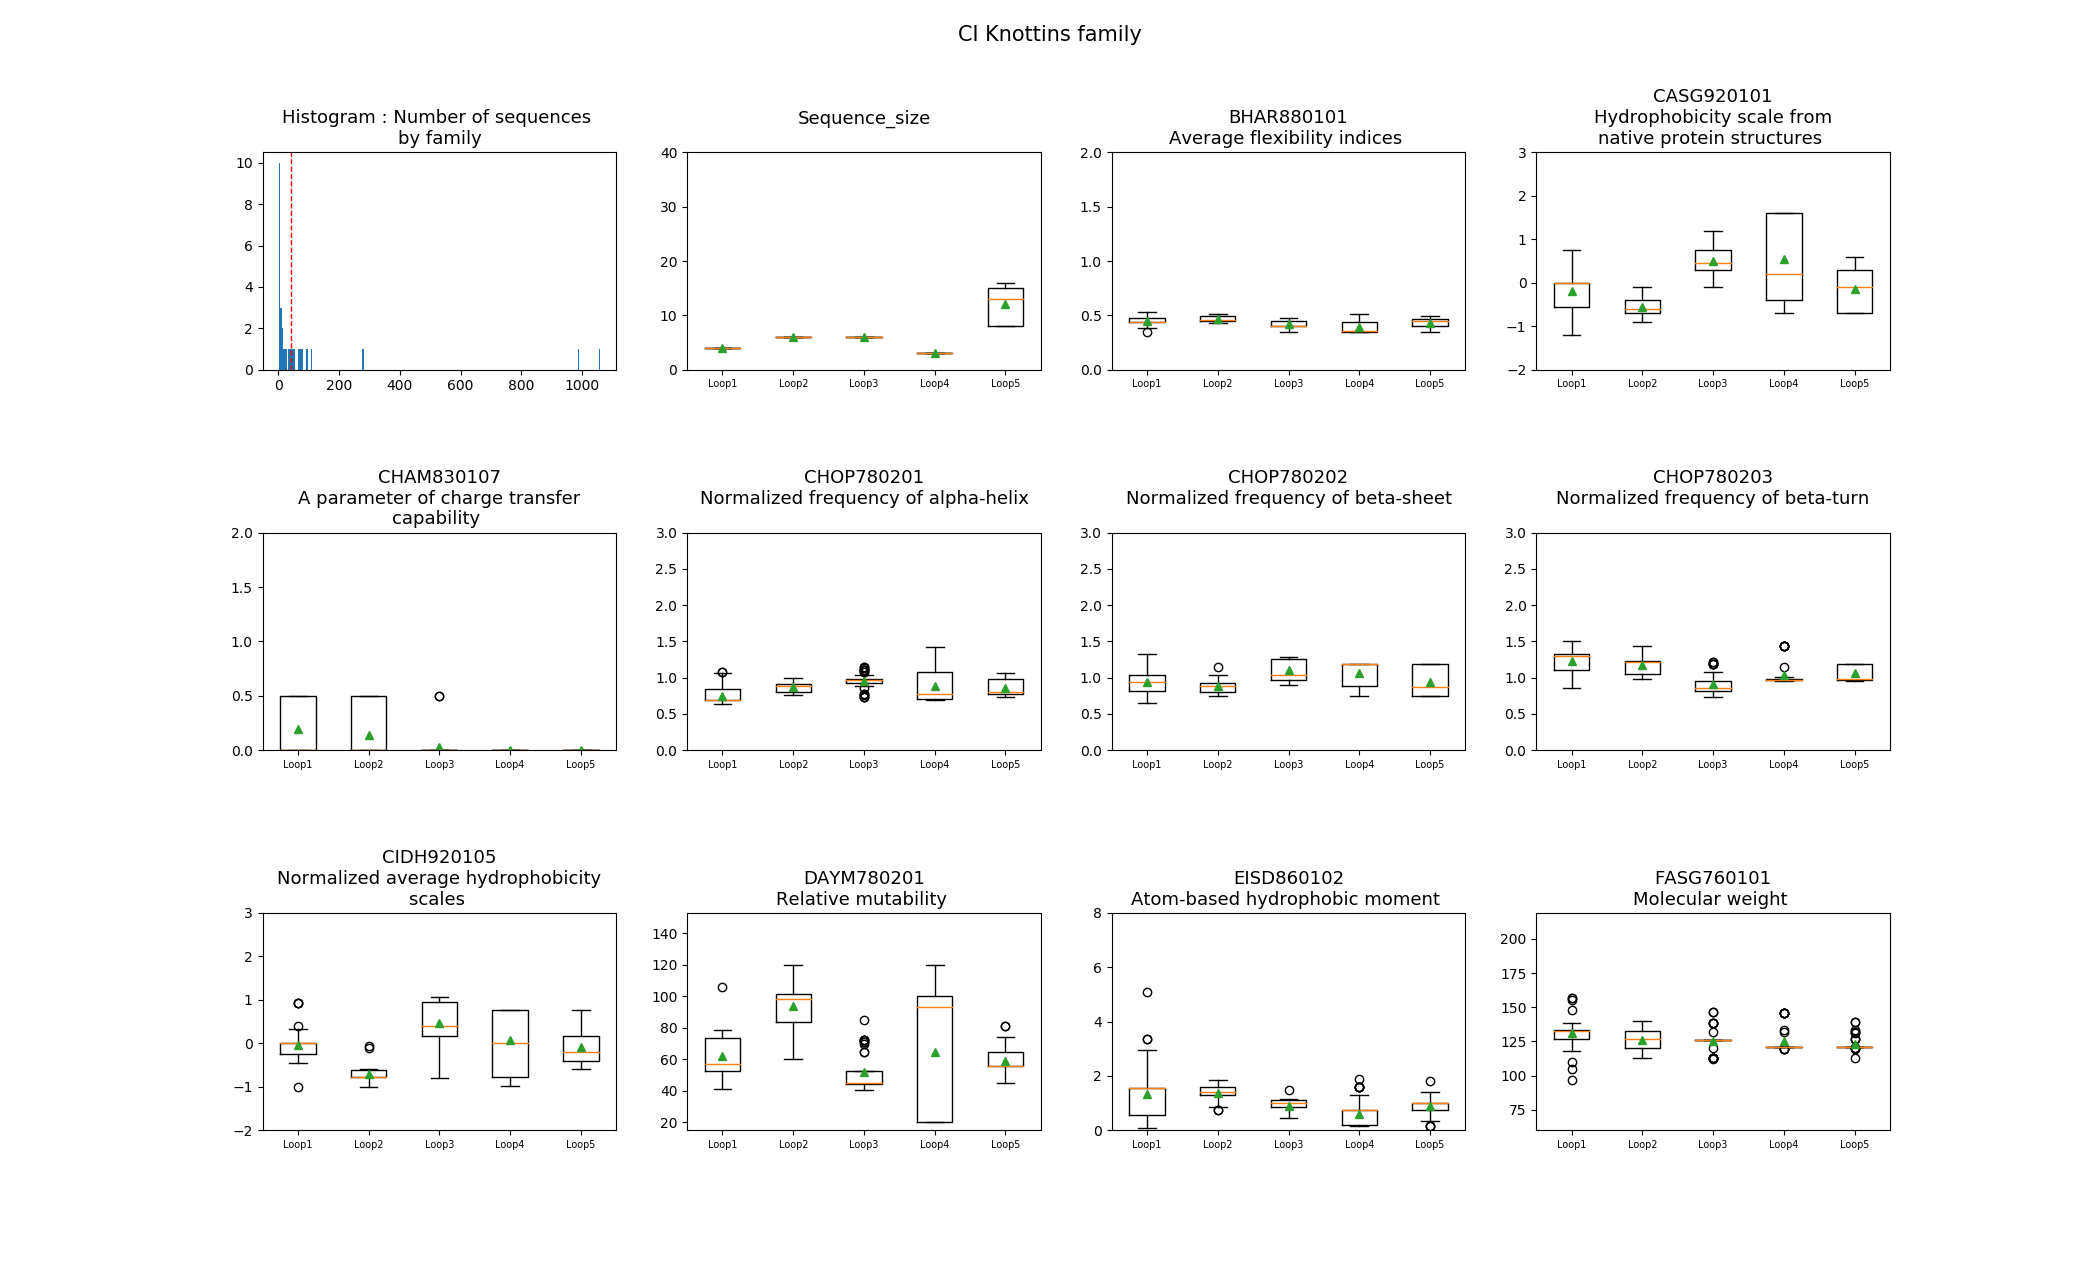 CI Knottins family
Histogram : Number of sequences
by family
10
8
6
4
2
0
0 200 400 600 800 1000
Sequence_size
40
30
20
10
0
Loop1 Loop2 Loop3 Loop4 Loop5
BHAR880101
Average flexibility indices
2.0
1.5
1.0
0.5
0.0
Loop1 Loop2 Loop3 Loop4 Loop5
CASG920101
Hydrophobicity scale from
native protein structures
3
2
1
0
−1
−2
Loop1 Loop2 Loop3 Loop4 Loop5
CHAM830107
A parameter of charge transfer
capability
2.0
1.5
1.0
0.5
0.0
Loop1 Loop2 Loop3 Loop4 Loop5
CHOP780201
Normalized frequency of alpha-helix
3.0
2.5
2.0
1.5
1.0
0.5
0.0
Loop1 Loop2 Loop3 Loop4 Loop5
CHOP780202
Normalized frequency of beta-sheet
3.0
2.5
2.0
1.5
1.0
0.5
0.0
Loop1 Loop2 Loop3 Loop4 Loop5
CHOP780203
Normalized frequency of beta-turn
3.0
2.5
2.0
1.5
1.0
0.5
0.0
Loop1 Loop2 Loop3 Loop4 Loop5
CIDH920105
Normalized average hydrophobicity
scales
3
2
1
0
−1
−2
Loop1 Loop2 Loop3 Loop4 Loop5
DAYM780201
Relative mutability
140
120
100
80
60
40
20
Loop1 Loop2 Loop3 Loop4 Loop5
EISD860102
Atom-based hydrophobic moment
8
6
4
2
0
Loop1 Loop2 Loop3 Loop4 Loop5
FASG760101
Molecular weight
200
175
150
125
100
75
Loop1 Loop2 Loop3 Loop4 Loop5